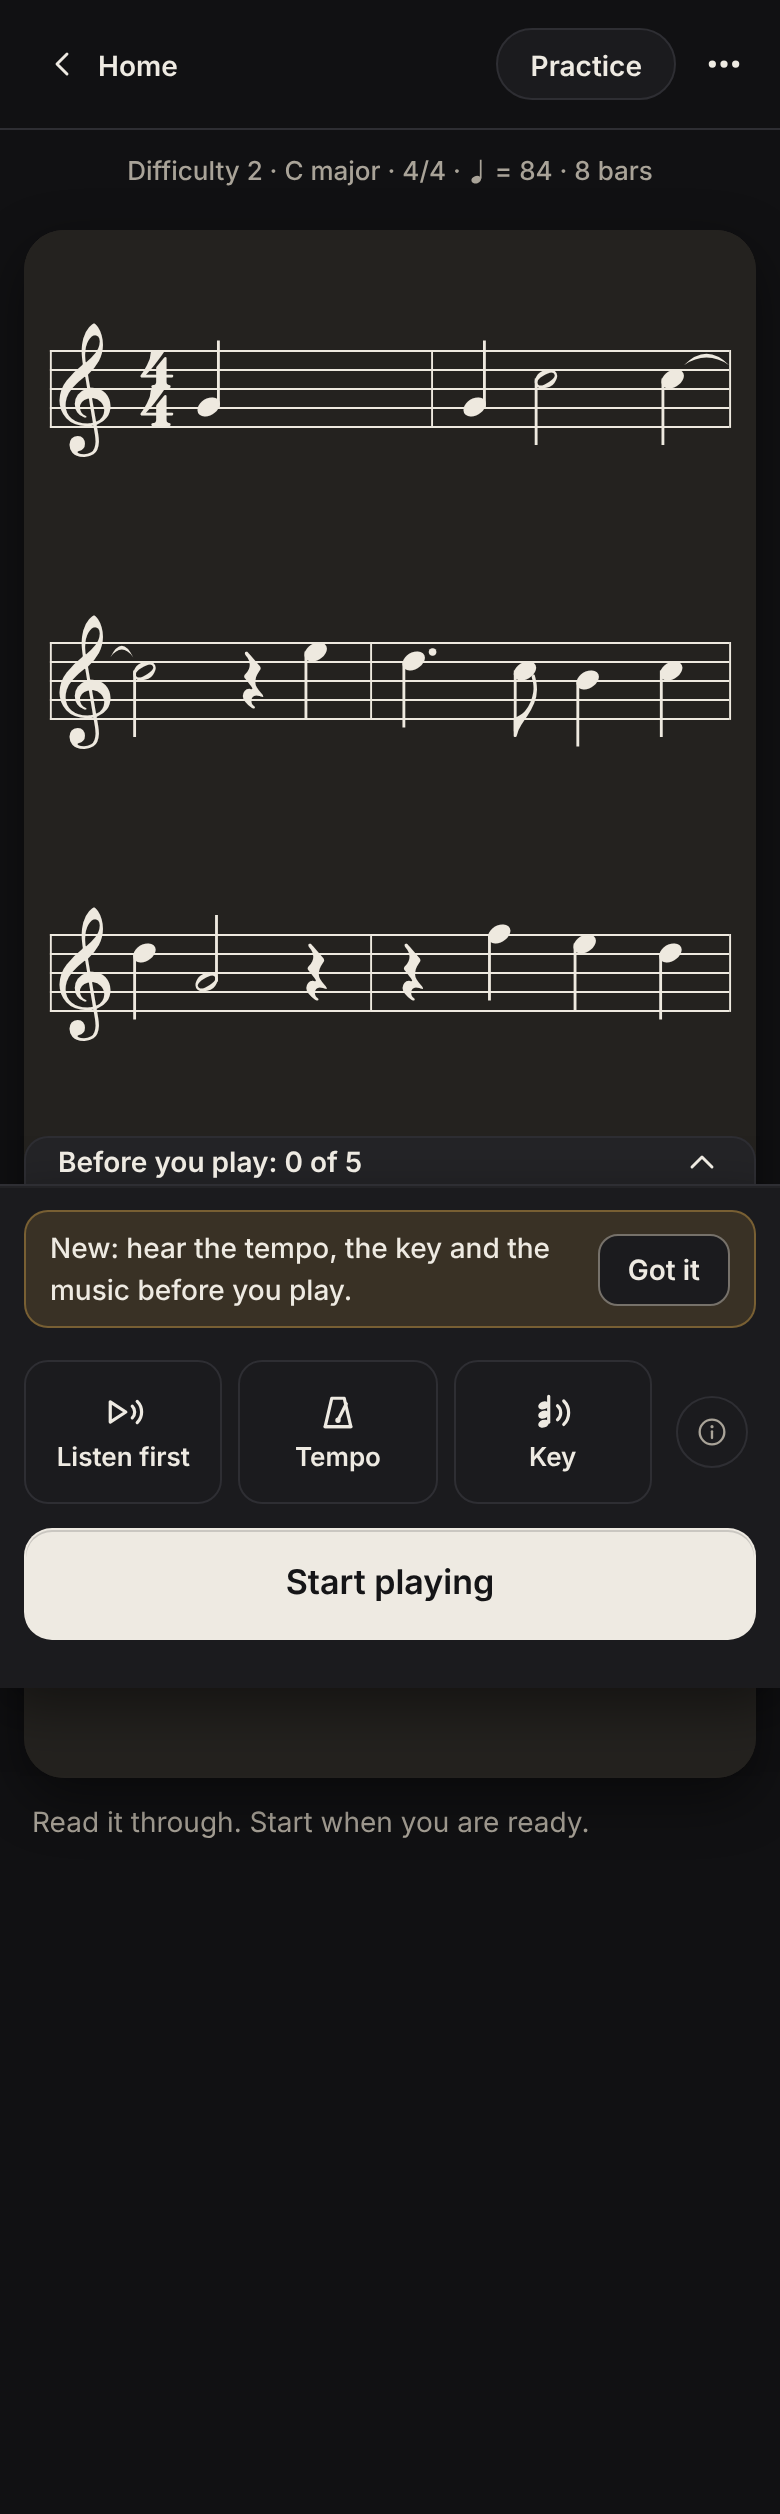 Home
Practice
Difficulty 2 · C major · 4/4 · ♩ = 84 · 8 bars
4
4
Before you play: 0 of 5
New: hear the tempo, the key and the
music before you play.
Got it
Listen first
Tempo
Key
Start playing
Read it through. Start when you are ready.